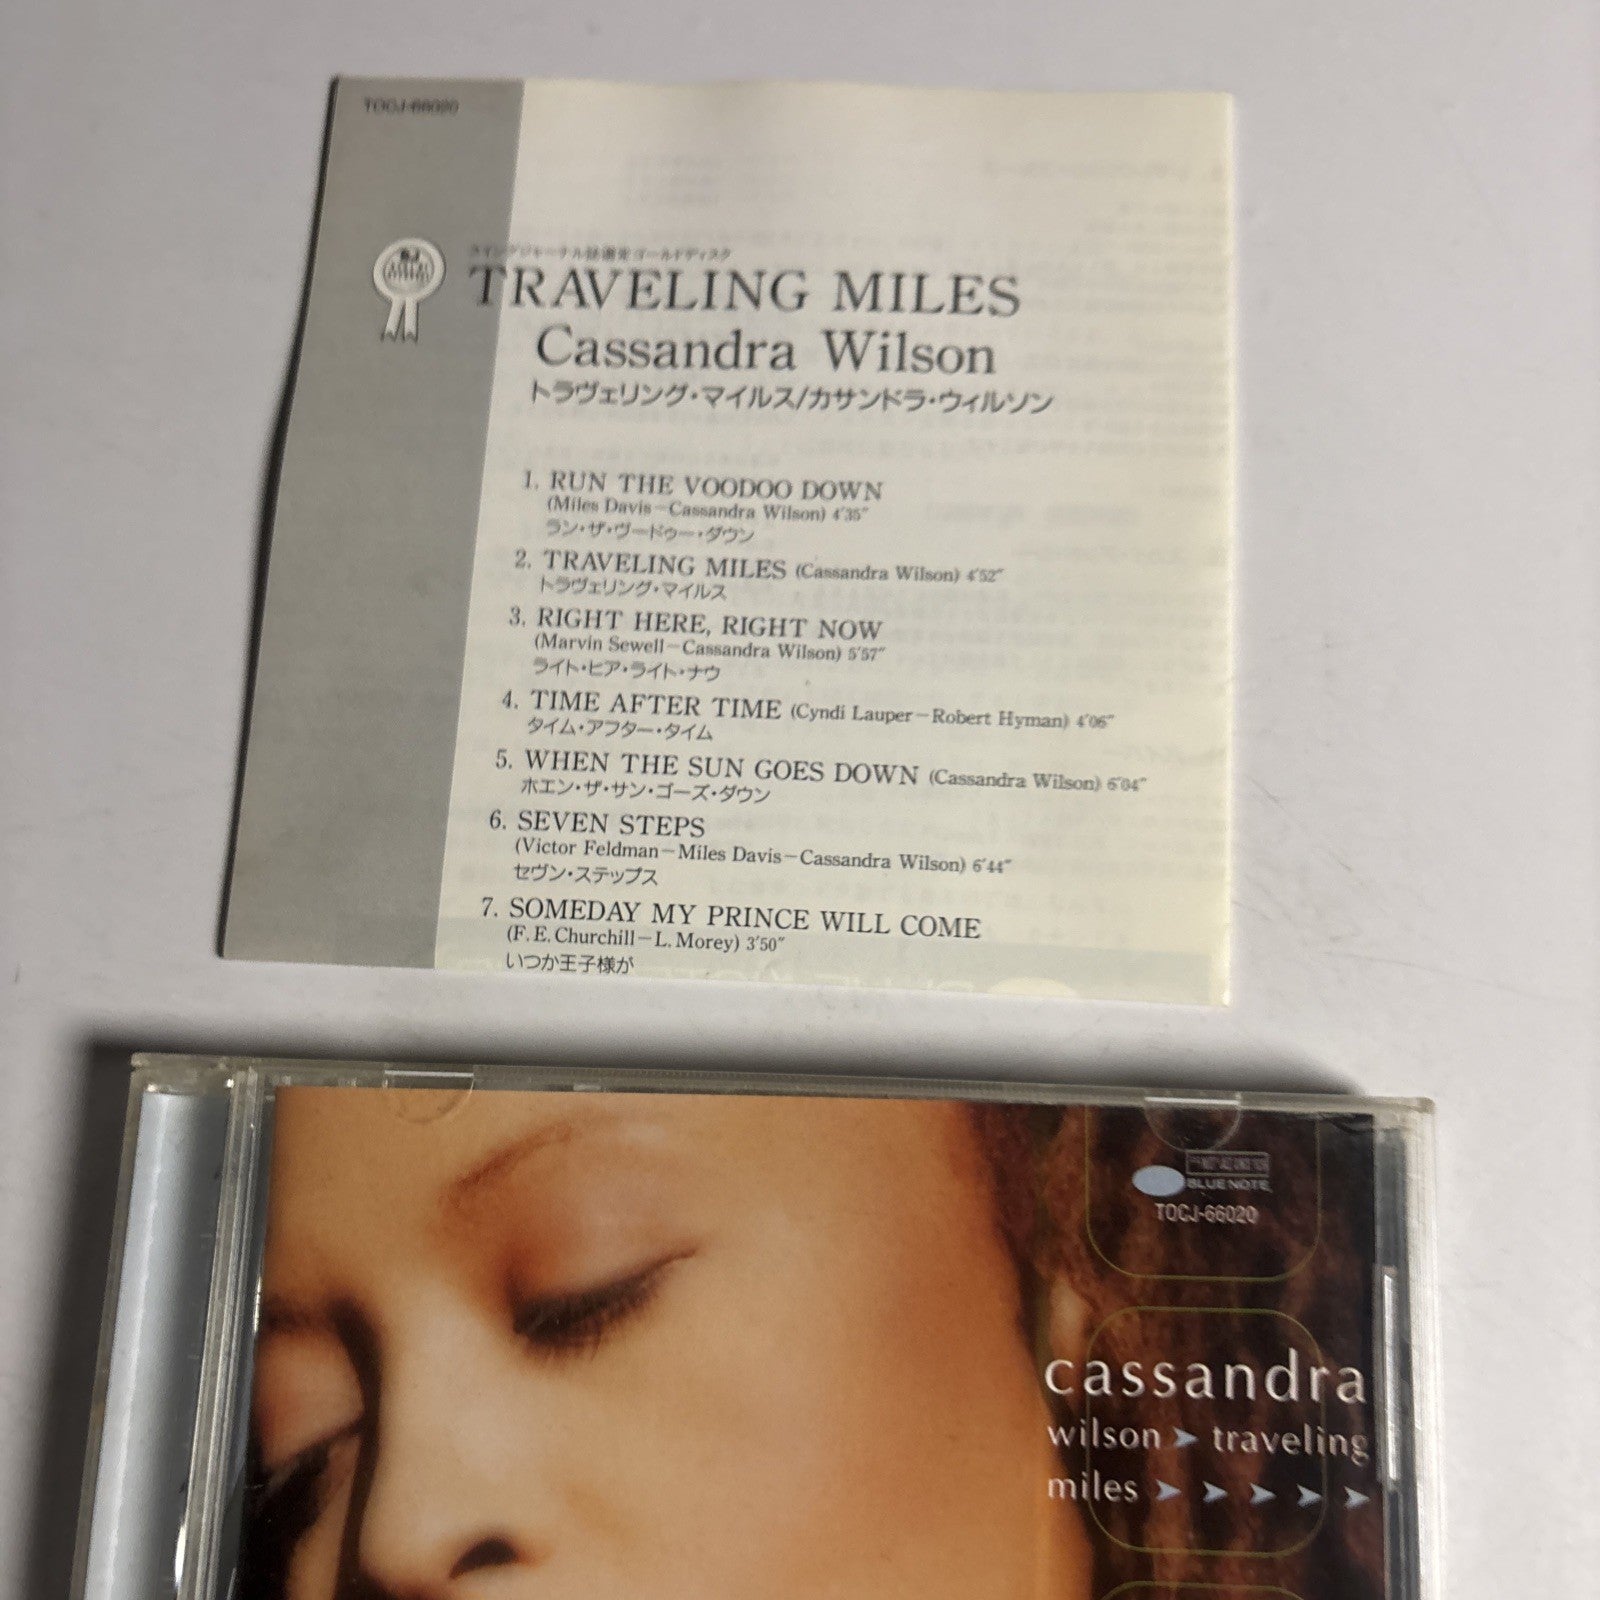 TOCJ-66020
スイングジャーナル誌選定ゴールドディスク
TRAVELING MILES
Cassandra Wilson
トラヴェリング・マイルス/カサンドラ・ウィルソン
1. RUN THE VOODOO DOWN
(Miles Davis－Cassandra Wilson) 4'35"
ラン・ザ・ヴードゥー・ダウン
2. TRAVELING MILES (Cassandra Wilson) 4'52"
トラヴェリング・マイルス
3. RIGHT HERE, RIGHT NOW
(Marvin Sewell－Cassandra Wilson) 5'57"
ライト・ヒア・ライト・ナウ
4. TIME AFTER TIME (Cyndi Lauper－Robert Hyman) 4'06"
タイム・アフター・タイム
5. WHEN THE SUN GOES DOWN (Cassandra Wilson) 6'04"
ホエン・ザ・サン・ゴーズ・ダウン
6. SEVEN STEPS
(Victor Feldman－Miles Davis－Cassandra Wilson) 6'44"
セヴン・ステップス
7. SOMEDAY MY PRINCE WILL COME
(F. E. Churchill－L. Morey) 3'50"
いつか王子様が
BLUE NOTE
TOCJ-66020
cassandra
wilson ➤ traveling
miles ➤ ➤ ➤ ➤ ➤